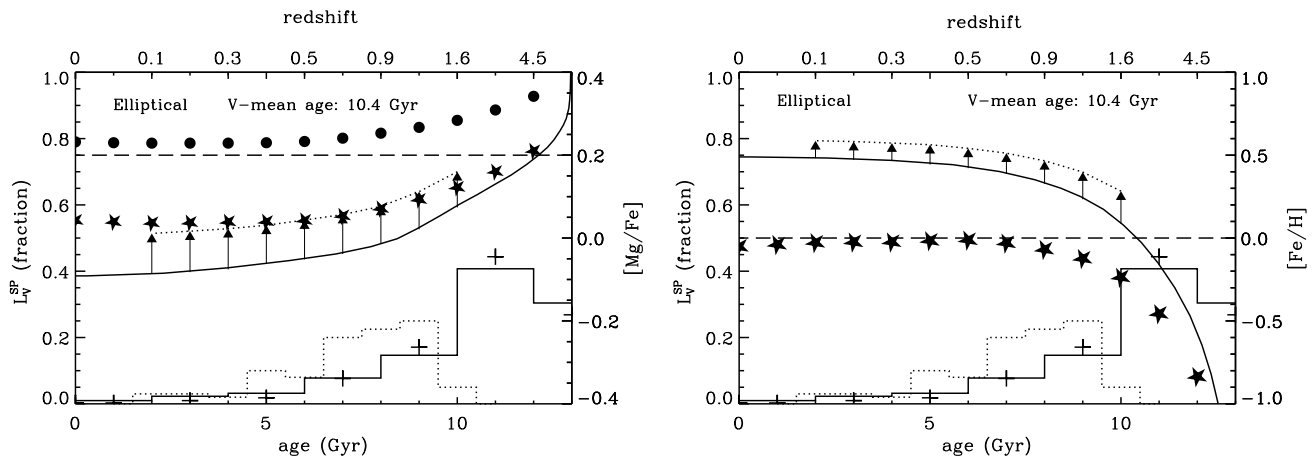 redshift
0 0.1 0.3 0.5 0.9 1.6 4.5
Elliptical V-mean age: 10.4 Gyr
1.0
0.8
0.6
0.4
0.2
0.0
L_V^SP (fraction)
0.4
0.2
0.0
-0.2
-0.4
[Mg/Fe]
0 5 10
age (Gyr)
redshift
0 0.1 0.3 0.5 0.9 1.6 4.5
Elliptical V-mean age: 10.4 Gyr
1.0
0.8
0.6
0.4
0.2
0.0
L_V^SP (fraction)
1.0
0.5
0.0
-0.5
-1.0
[Fe/H]
0 5 10
age (Gyr)